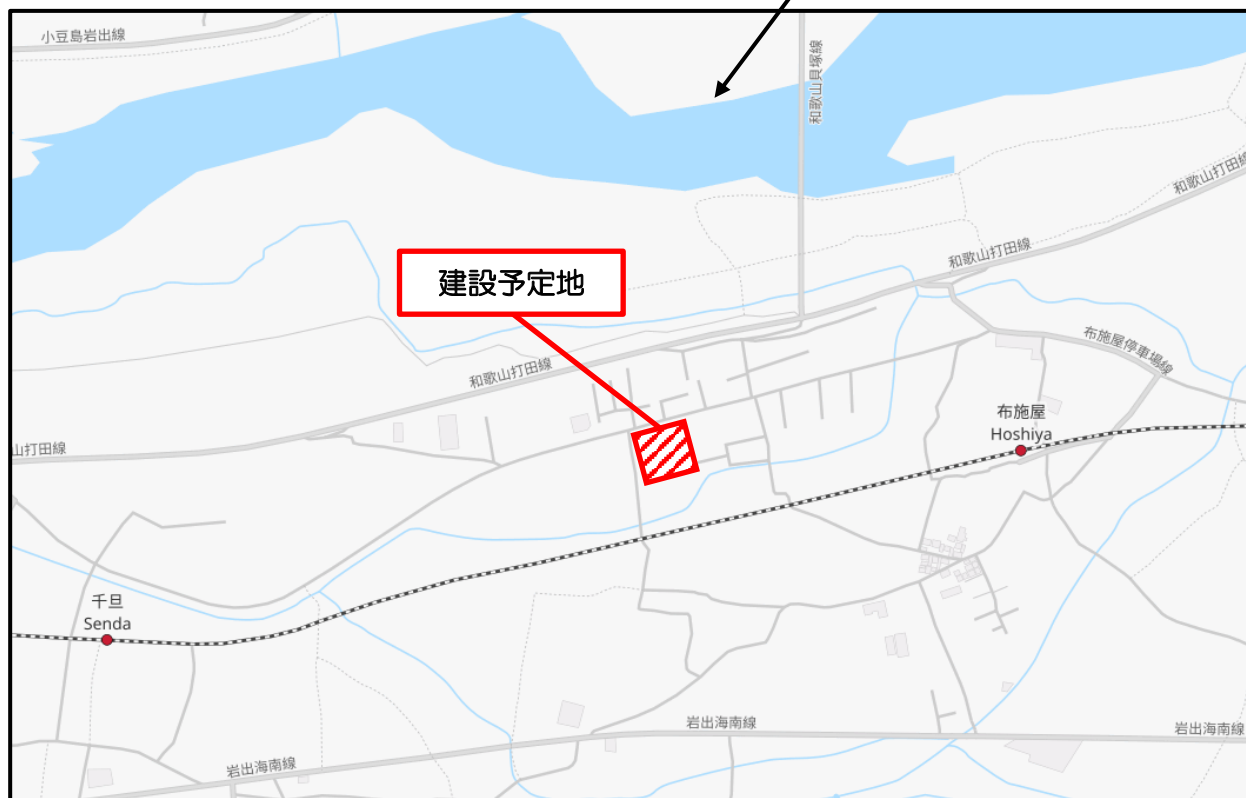 小豆島岩出線
和歌山貝塚線
和歌山打田線
和歌山打田線
建設予定地
布施屋停車場線
和歌山打田線
布施屋
Hoshiya
山打田線
千旦
Senda
岩出海南線
岩出海南線
岩出海南線